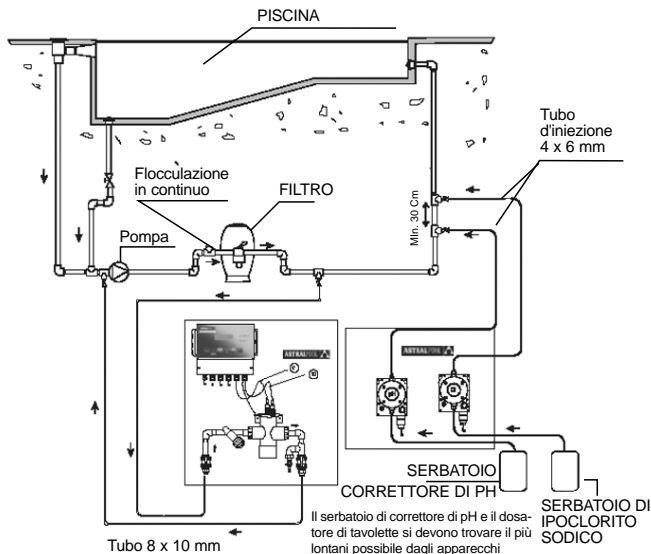 PISCINA
Tubo
d'iniezione
4 x 6 mm
Flocculazione
in continuo
FILTRO
Pompa
MIn. 30 Cm
ASTRALPOOL
ASTRALPOOL
pH
SERBATOIO
CORRETTORE DI PH
SERBATOIO DI
IPOCLORITO
SODICO
Il serbatoio di correttore di pH e il dosa-
tore di tavolette si devono trovare il più
lontani possibile dagli apparecchi
Tubo 8 x 10 mm